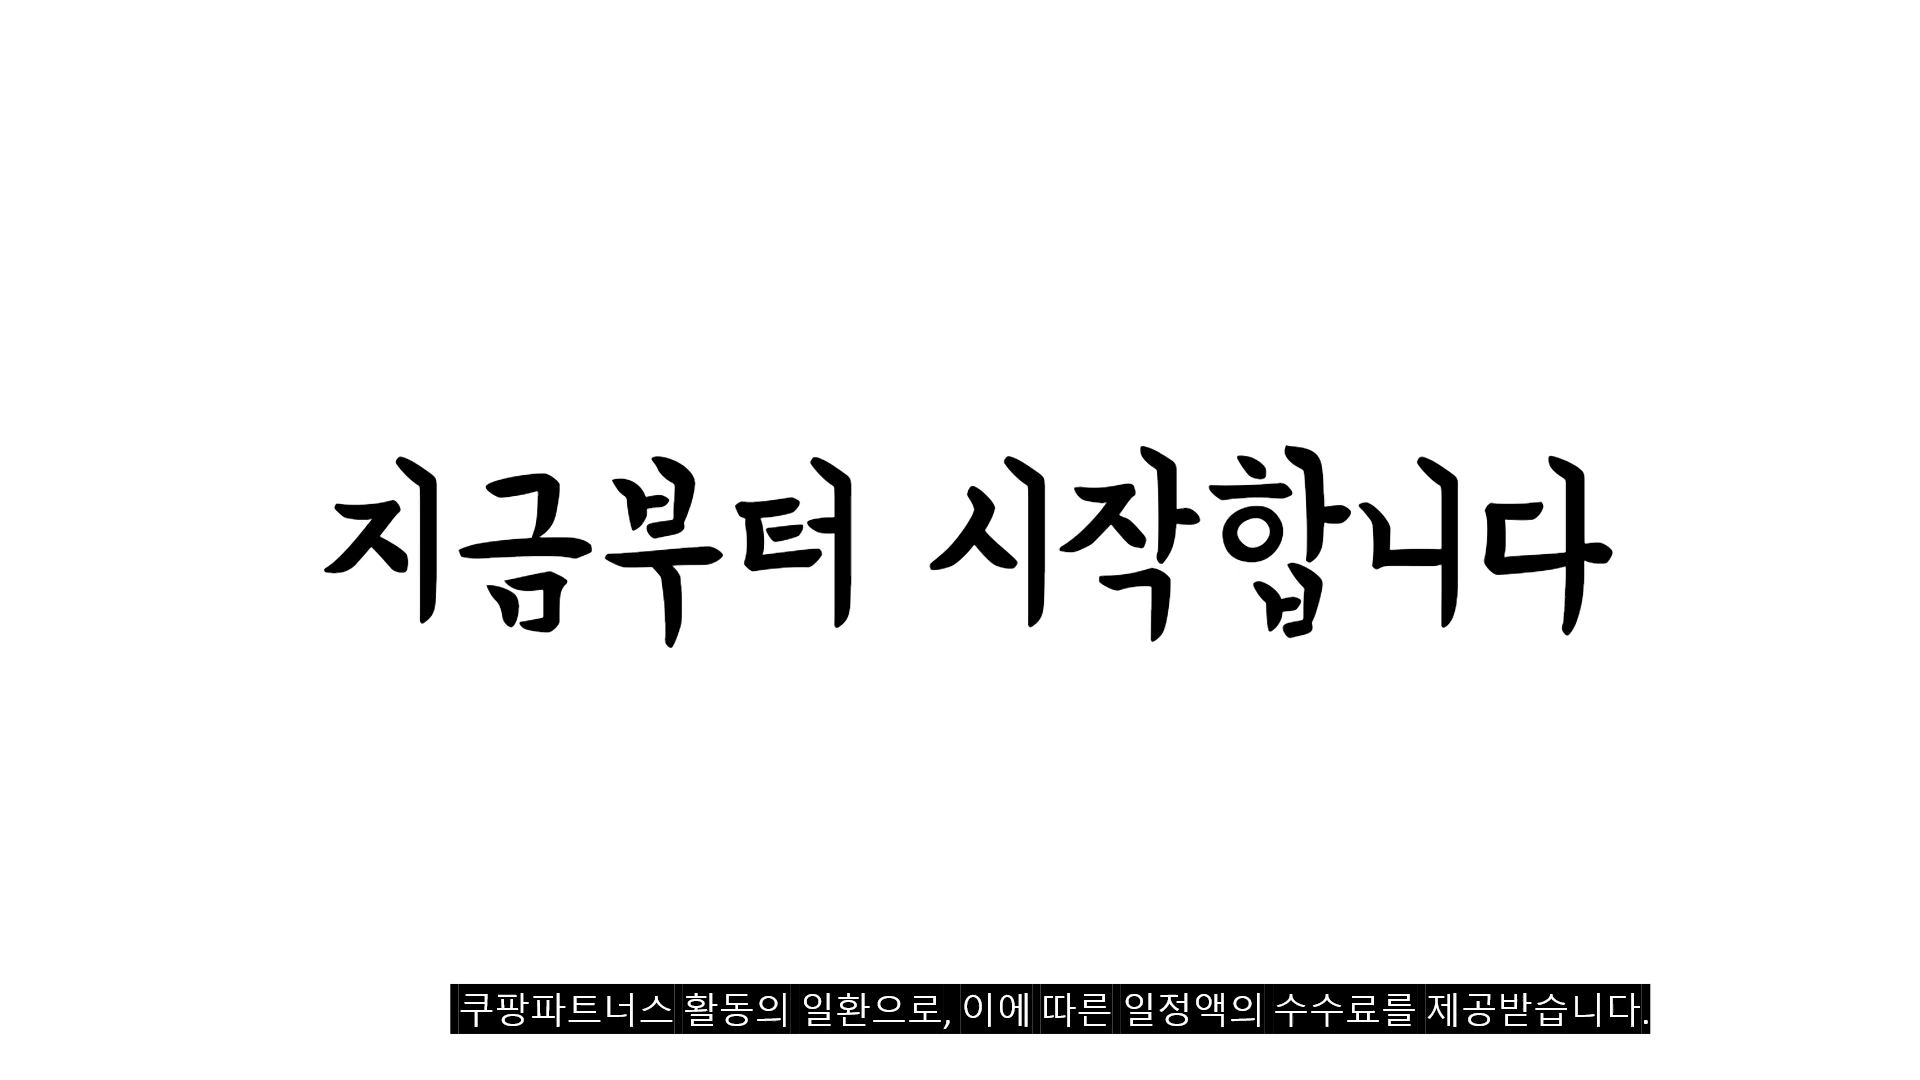 지금부터 시작합니다
쿠팡파트너스 활동의 일환으로, 이에 따른 일정액의 수수료를 제공받습니다.